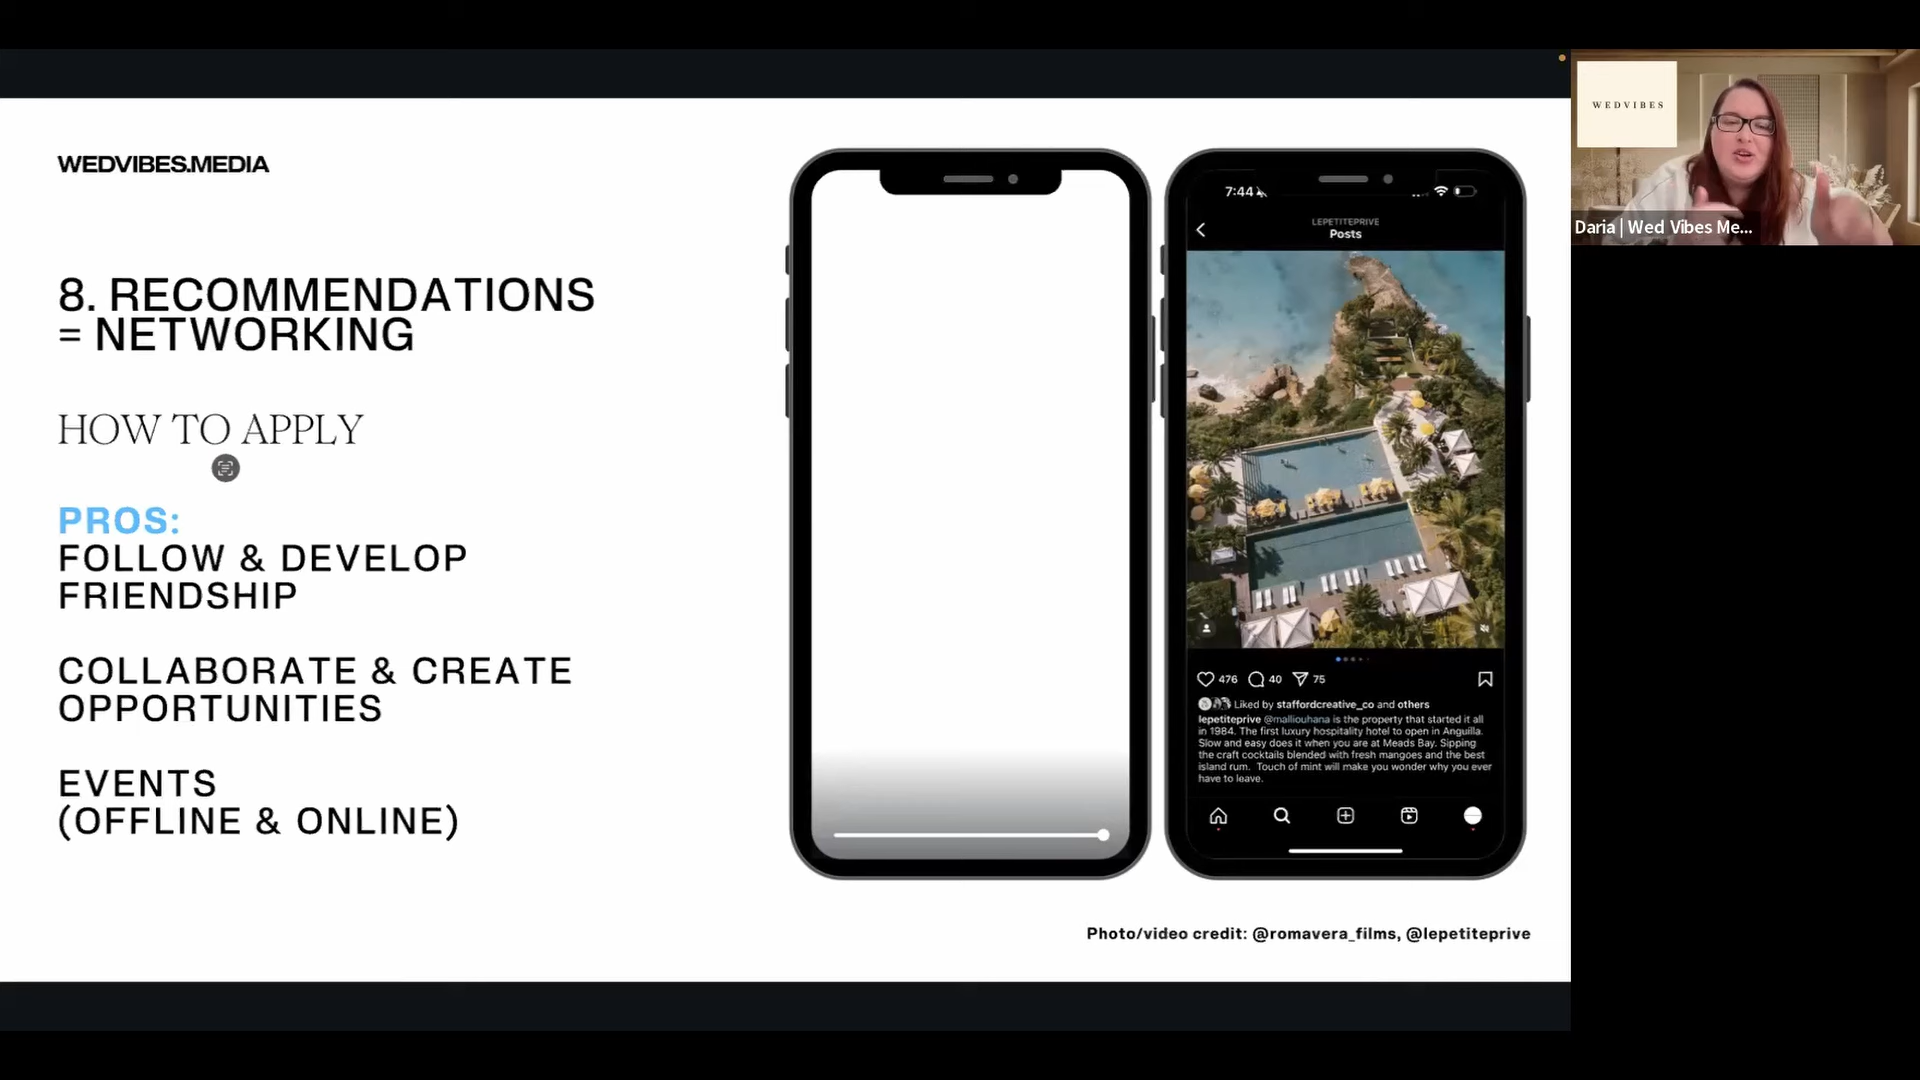 WEDVIBES.MEDIA
8. RECOMMENDATIONS
= NETWORKING
HOW TO APPLY
PROS:
FOLLOW & DEVELOP
FRIENDSHIP
COLLABORATE & CREATE
OPPORTUNITIES
EVENTS
(OFFLINE & ONLINE)
7:44
LEPETITEPRIVE
Posts
476 40 75
Liked by staffordcreative_co and others
lepetiteprive @malliouhana is the property that started it all
in 1984. The first luxury hospitality hotel to open in Anguilla.
Slow and easy does it when you are at Meads Bay. Sipping
the craft cocktails blended with fresh mangoes and the best
island rum. Touch of mint will make you wonder why you ever
have to leave.
Photo/video credit: @romavera_films, @lepetiteprive
WEDVIBES
Daria | Wed Vibes Me...